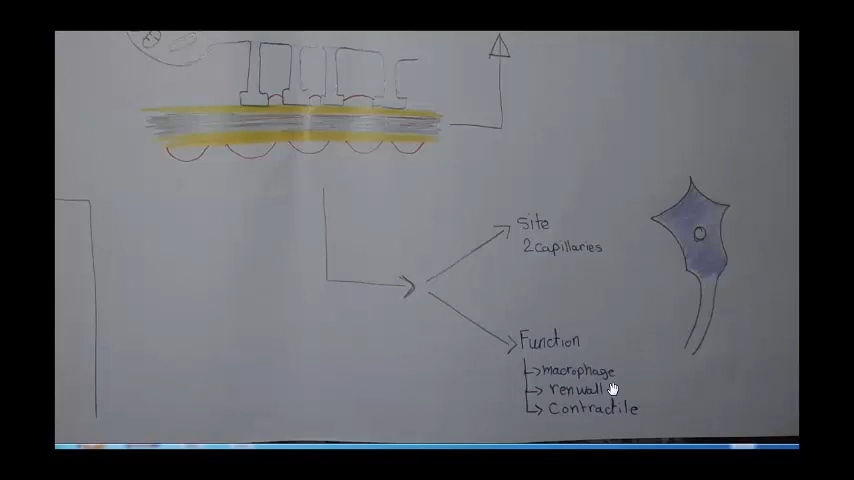 Site
2 Capillaries
Function
macrophage
renwall
Contractile